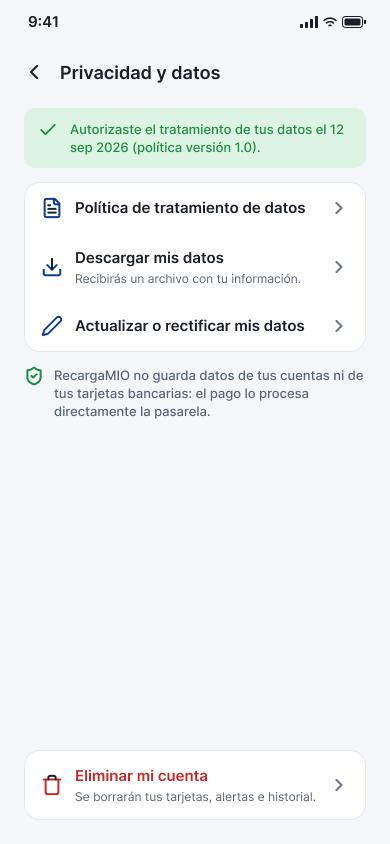 9:41
Privacidad y datos
Autorizaste el tratamiento de tus datos el 12
sep 2026 (política versión 1.0).
Política de tratamiento de datos
Descargar mis datos
Recibirás un archivo con tu información.
Actualizar o rectificar mis datos
RecargaMIO no guarda datos de tus cuentas ni de
tus tarjetas bancarias: el pago lo procesa
directamente la pasarela.
Eliminar mi cuenta
Se borrarán tus tarjetas, alertas e historial.